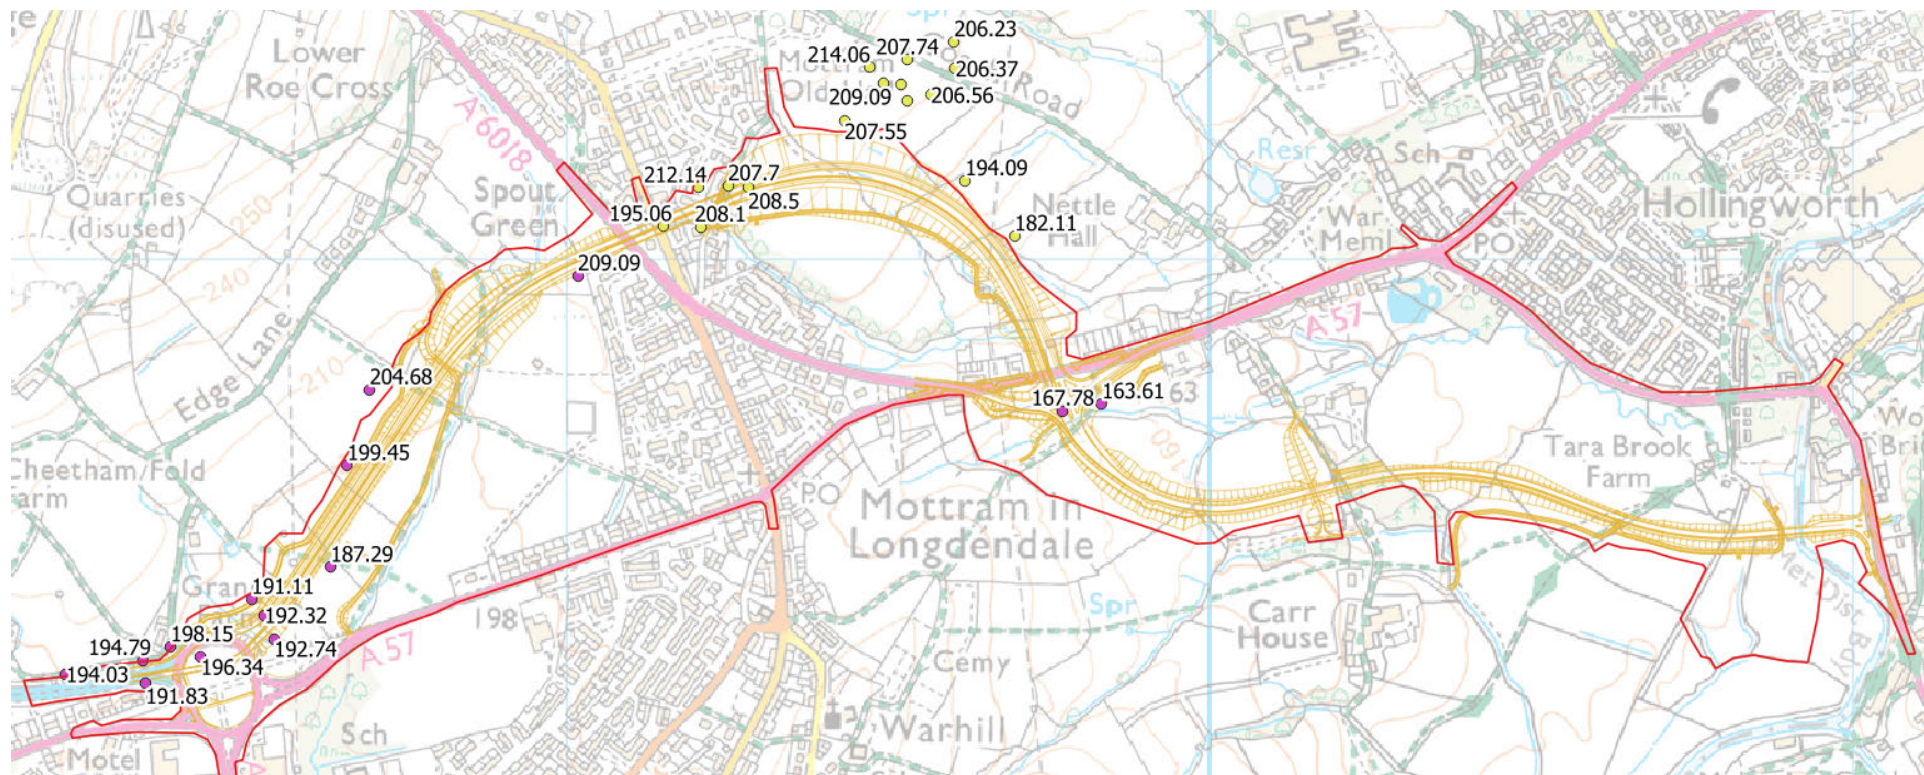 Lower
Roe Cross
A 6018
Quarries
(disused)
250
240
210
Edge Lane
Spout
Green
Cheetham/Fold
arm
Mottram
Old
Road
Spr
214.06
207.74
206.23
206.37
209.09
206.56
207.55
212.14
207.7
208.5
195.06
208.1
194.09
182.11
Nettle
Hall
Resr
Sch
War
Mem
PO
Hollingworth
209.09
204.68
199.45
187.29
191.11
192.32
192.74
198.15
194.79
196.34
194.03
191.83
A 57
198
Sch
Motel
PO
Mottram in
Longdendale
167.78
163.61
63
160
A 57
Tara Brook
Farm
Carr
House
Spr
Cemy
Warhill